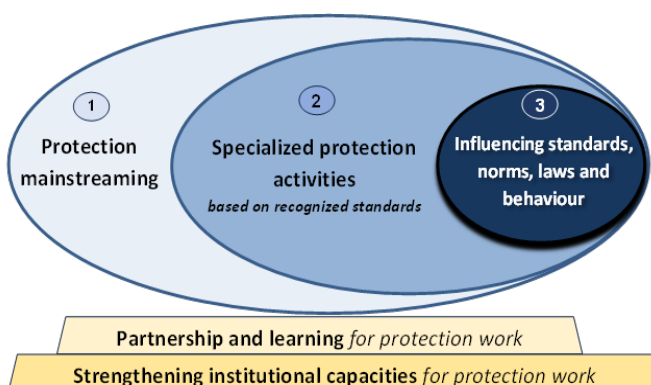 1
Protection
mainstreaming
2
Specialized protection
activities
based on recognized standards
3
Influencing standards,
norms, laws and
behaviour
Partnership and learning for protection work
Strengthening institutional capacities for protection work